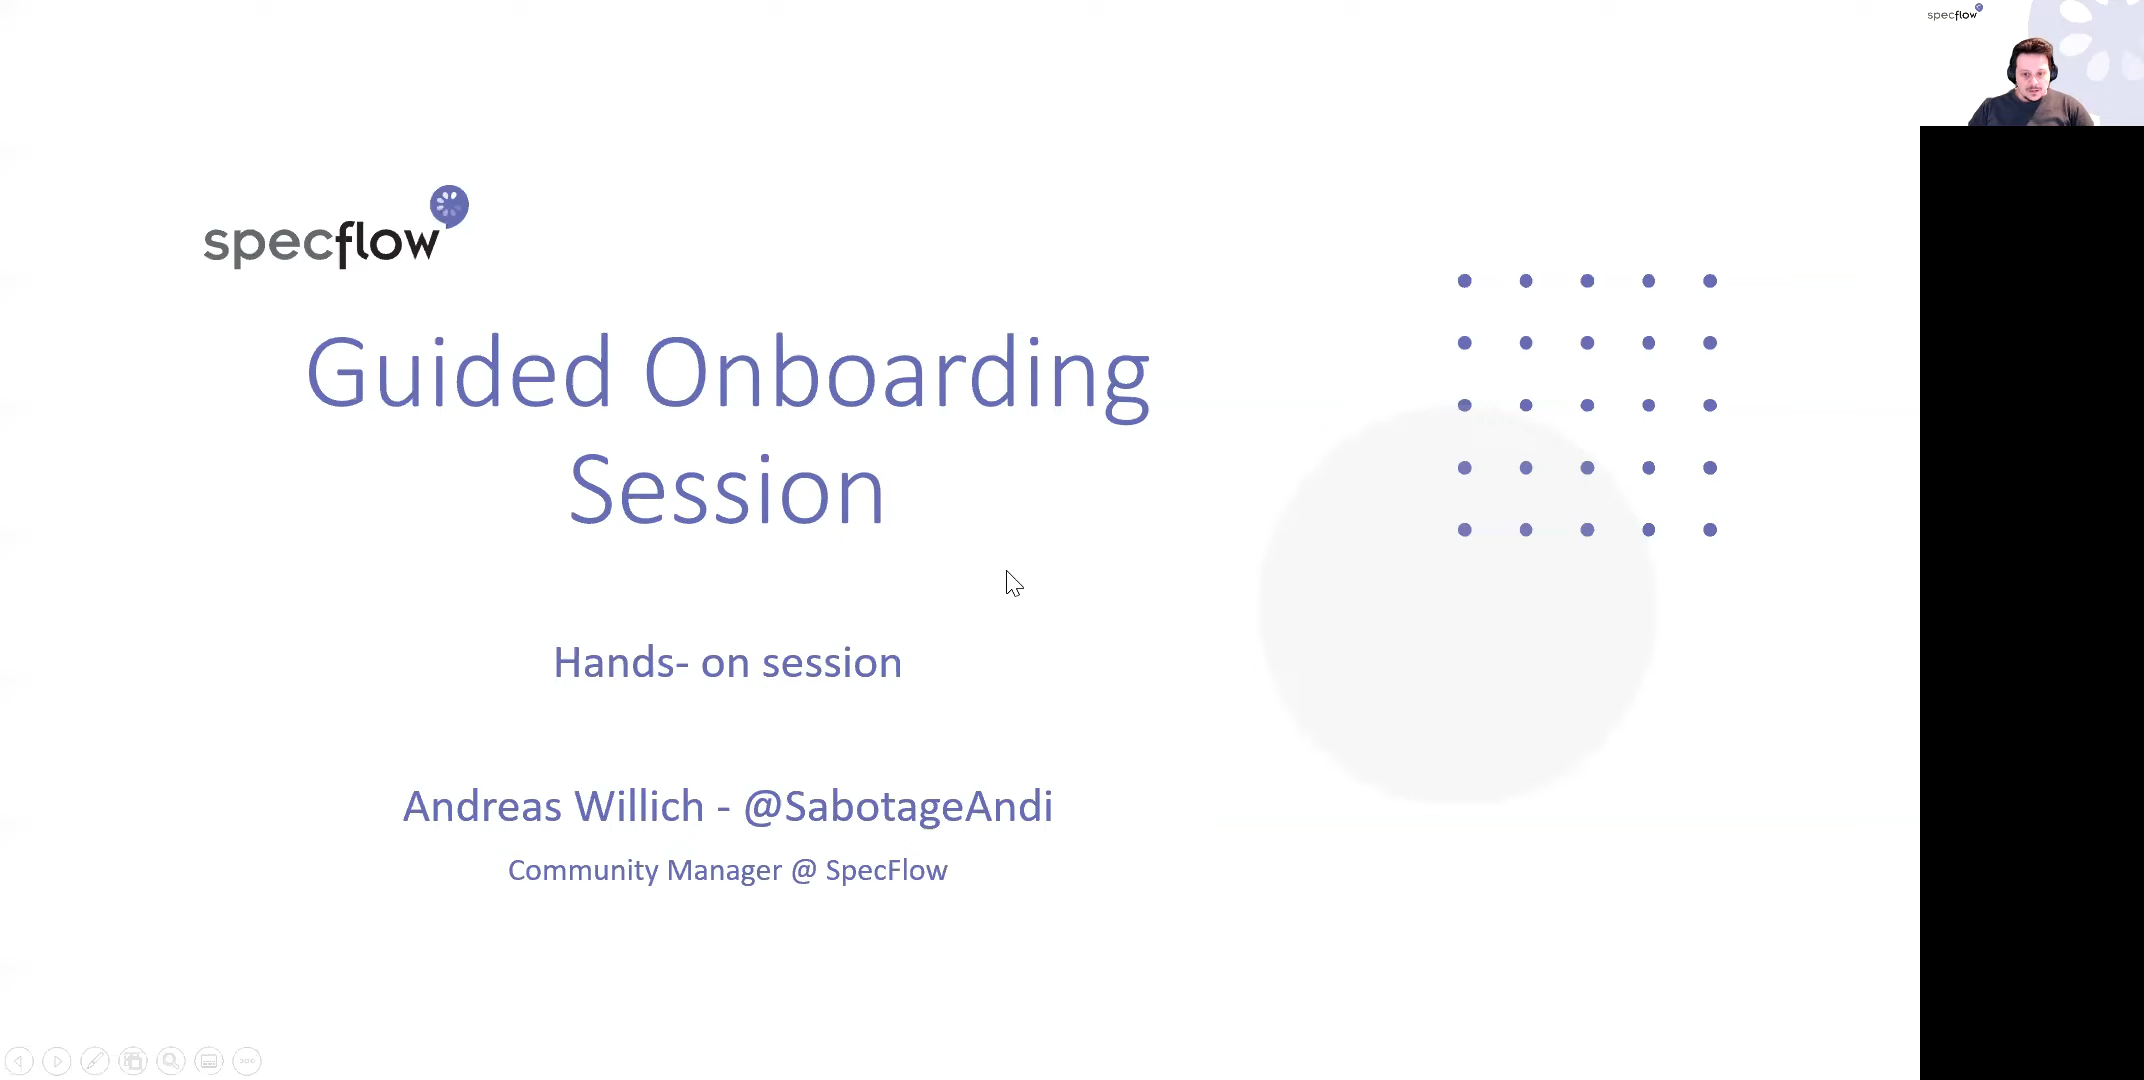 specflow
specflow
Guided Onboarding
Session
Hands- on session
Andreas Willich - @SabotageAndi
Community Manager @ SpecFlow